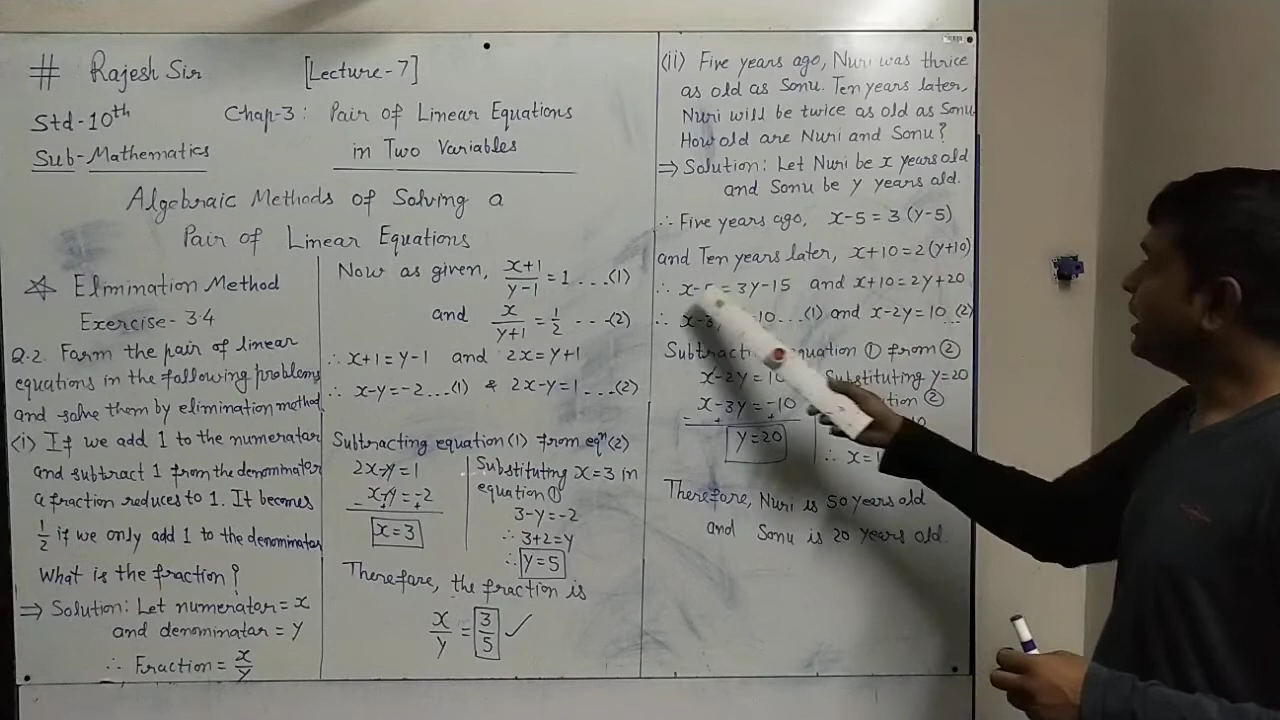 # Rajesh Sir [Lecture-7]
Std-10th Chap-3: Pair of Linear Equations
Sub-Mathematics in Two Variables
Algebraic Methods of Solving a
Pair of Linear Equations
☆ Elimination Method
Exercise-3.4
Q.2. Farm the pair of linear
equations in the following problems
and solve them by elimination method
(i) If we add 1 to the numerator
and subtract 1 from the denominator
a fraction reduces to 1. It becomes
1/2 if we only add 1 to the denominator
What is the fraction?
⇒ Solution: Let numerator = x
and denominator = y
∴ Fraction = x/y
Now as given, x+1/y-1 = 1 ...(1)
and x/y+1 = 1/2 ...(2)
∴ x+1=y-1 and 2x=y+1
∴ x-y=-2 ...(1) & 2x-y=1 ...(2)
Subtracting equation (1) from eqn (2)
2x-y=1
- x-y=-2
- + +
x=3
Substituting x=3 in
equation ①
3-y=-2
∴ 3+2=y
∴ y=5
Therefore, the fraction is
x/y = 3/5 ✓
(ii) Five years ago, Nuri was thrice
as old as Sonu. Ten years later,
Nuri will be twice as old as Sonu
How old are Nuri and Sonu?
⇒ Solution: Let Nuri be x years old
and Sonu be y years old.
∴ Five years ago, x-5=3(y-5)
and Ten years later, x+10=2(y+10)
∴ x-5=3y-15 and x+10=2y+20
∴ x-3 -10...(1) and x-2y=10...(2)
Subtracti equation ① from ②
x-2y=10
x-3y=-10
- + +
y=20
Substituting y=20
②
∴ x=
Therefore, Nuri is 50 years old
and Sonu is 20 years old.